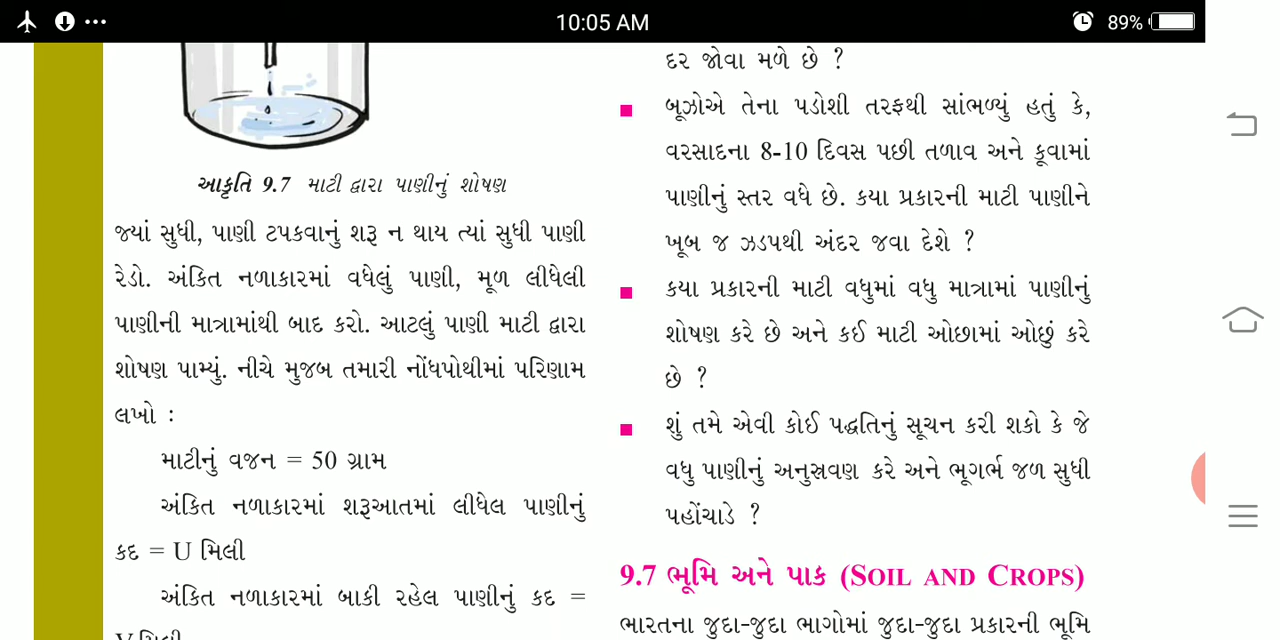 10:05 AM
89%
આકૃતિ 9.7 માટી દ્વારા પાણીનું શોષણ
જ્યાં સુધી, પાણી ટપકવાનું શરૂ ન થાય ત્યાં સુધી પાણી
રેડો. અંકિત નળાકારમાં વધેલું પાણી, મૂળ લીધેલી
પાણીની માત્રામાંથી બાદ કરો. આટલું પાણી માટી દ્વારા
શોષણ પામ્યું. નીચે મુજબ તમારી નોંધપોથીમાં પરિણામ
લખો :
માટીનું વજન = 50 ગ્રામ
અંકિત નળાકારમાં શરૂઆતમાં લીધેલ પાણીનું
કદ = U મિલી
અંકિત નળાકારમાં બાકી રહેલ પાણીનું કદ =
V મિલી
દર જોવા મળે છે ?
■ બૂઝોએ તેના પડોશી તરફથી સાંભળ્યું હતું કે,
વરસાદના 8-10 દિવસ પછી તળાવ અને કૂવામાં
પાણીનું સ્તર વધે છે. કયા પ્રકારની માટી પાણીને
ખૂબ જ ઝડપથી અંદર જવા દેશે ?
■ કયા પ્રકારની માટી વધુમાં વધુ માત્રામાં પાણીનું
શોષણ કરે છે અને કઈ માટી ઓછામાં ઓછું કરે
છે ?
■ શું તમે એવી કોઈ પદ્ધતિનું સૂચન કરી શકો કે જે
વધુ પાણીનું અનુસ્રવણ કરે અને ભૂગર્ભ જળ સુધી
પહોંચાડે ?
9.7 ભૂમિ અને પાક (SOIL AND CROPS)
ભારતના જુદા-જુદા ભાગોમાં જુદા-જુદા પ્રકારની ભૂમિ